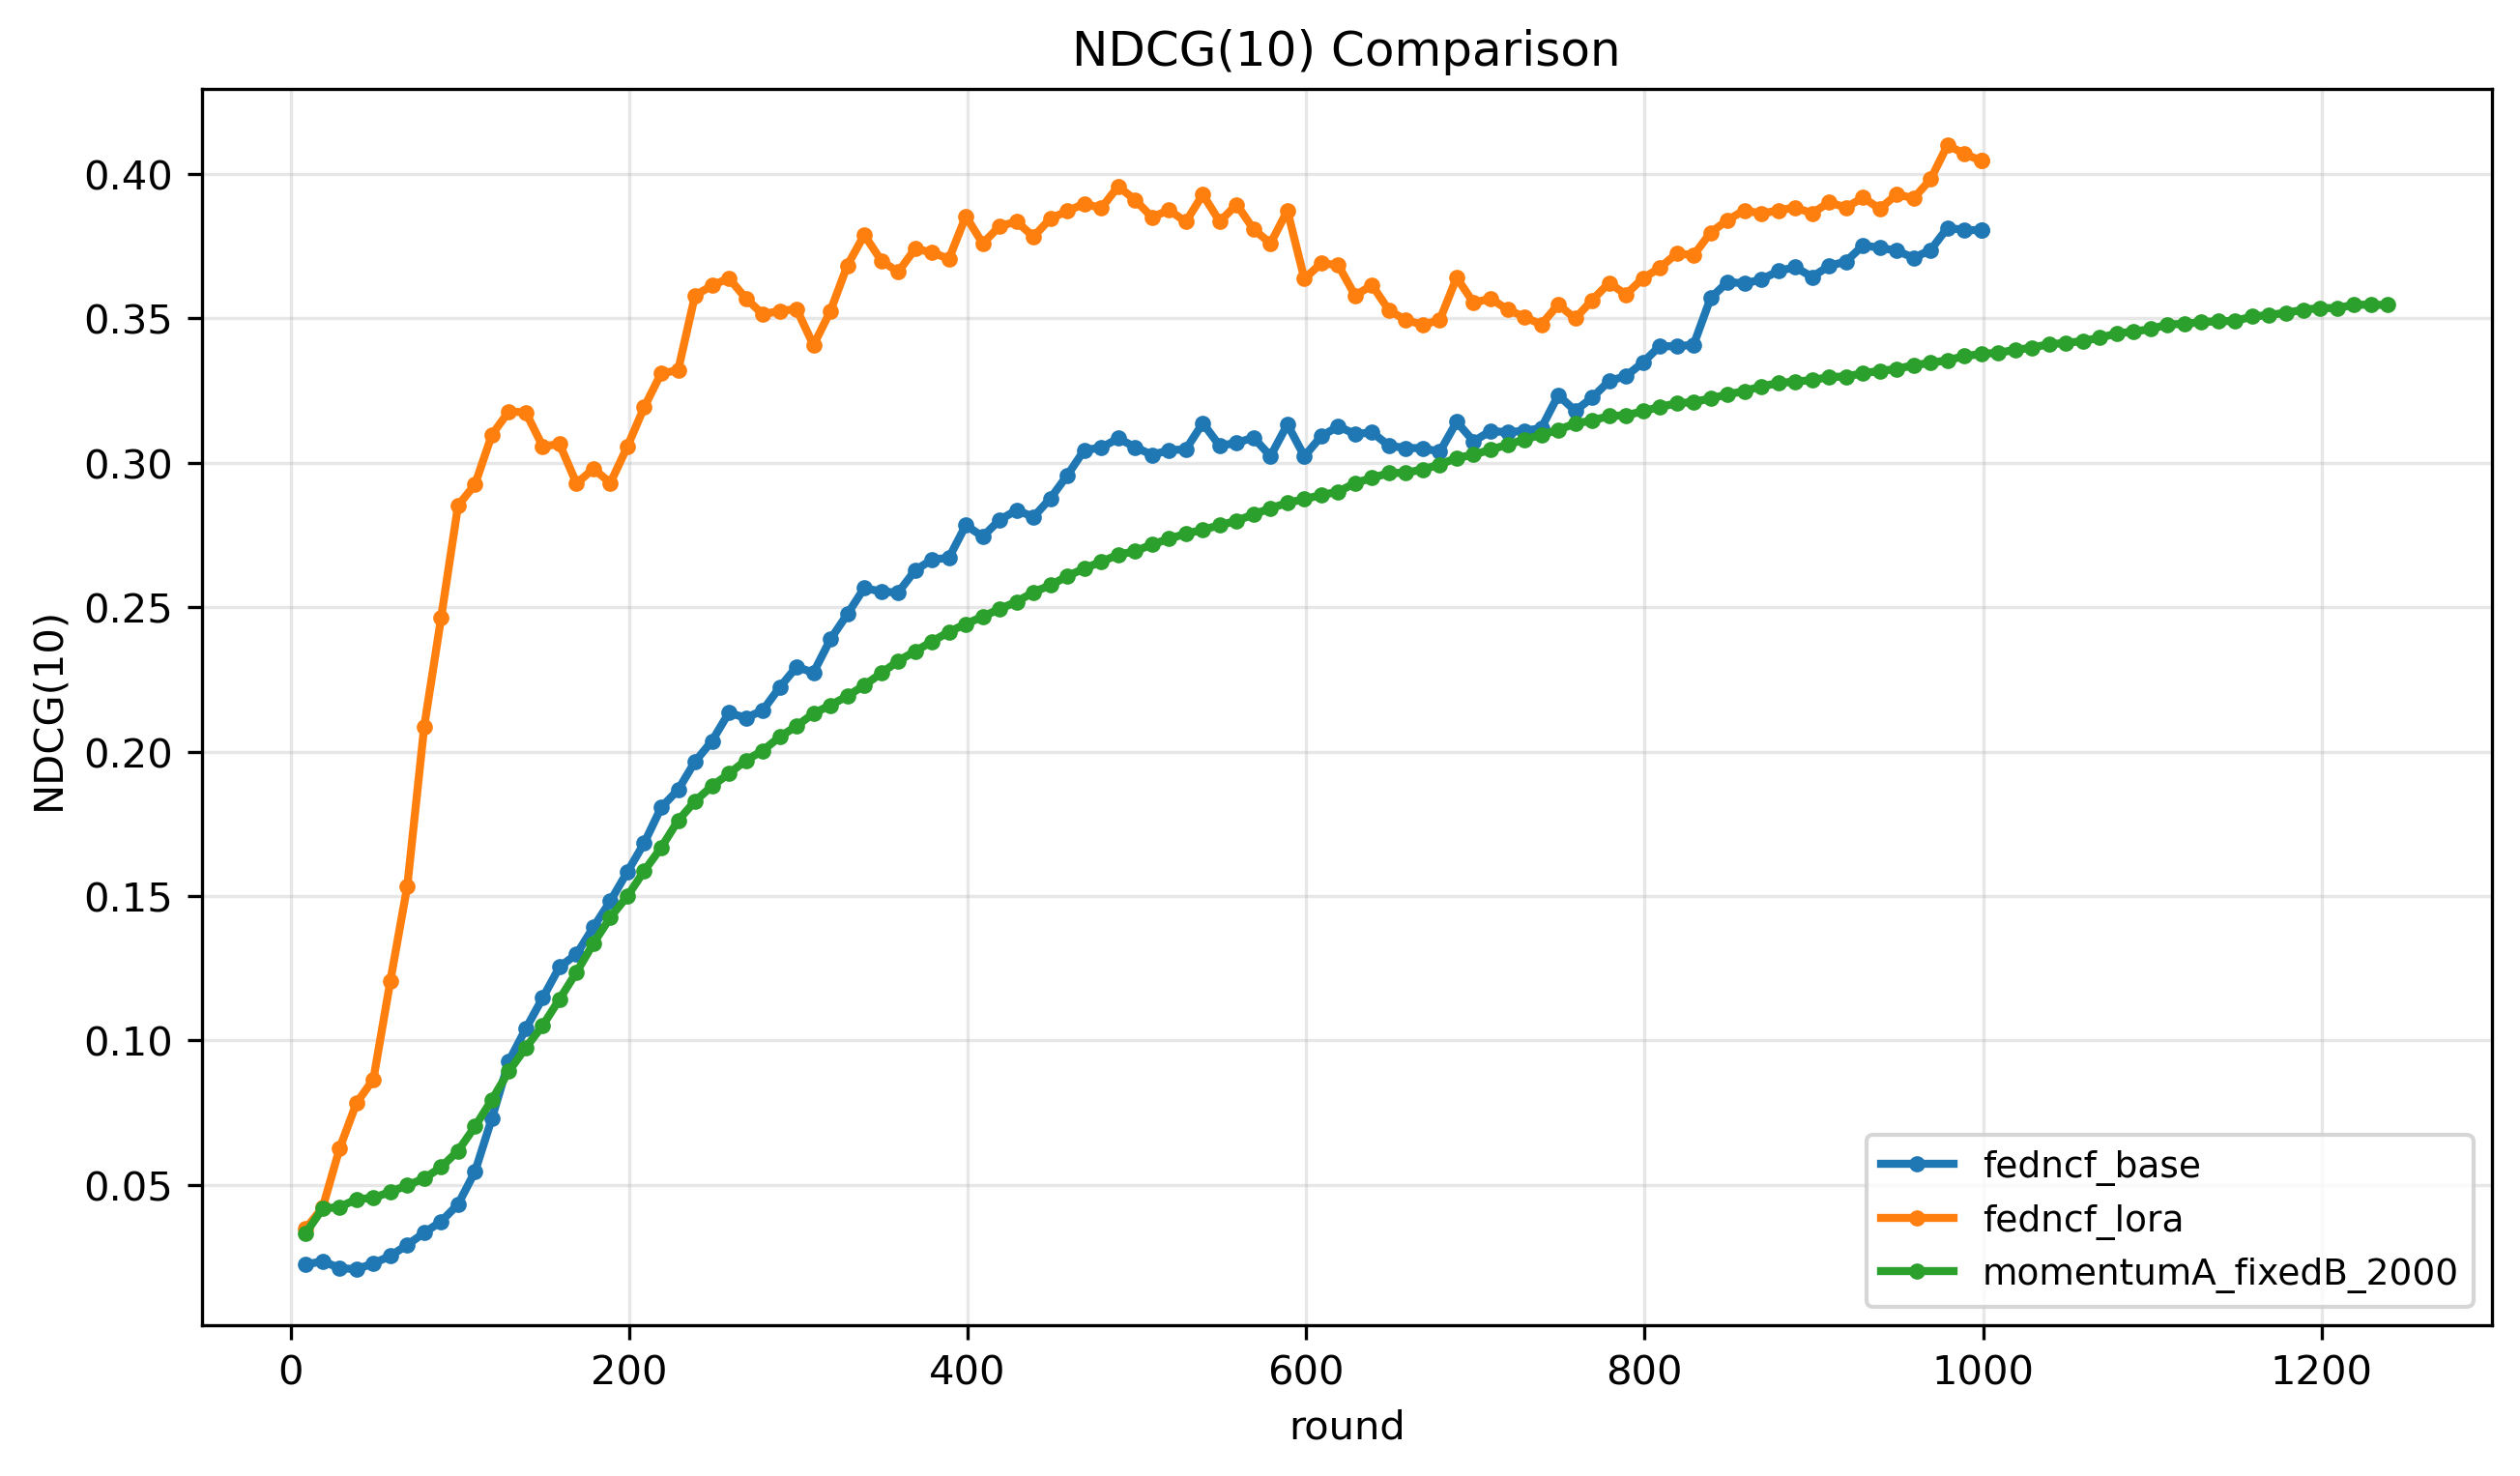 NDCG(10) Comparison
NDCG(10)
0.40
0.35
0.30
0.25
0.20
0.15
0.10
0.05
0
200
400
600
800
1000
1200
round
fedncf_base
fedncf_lora
momentumA_fixedB_2000